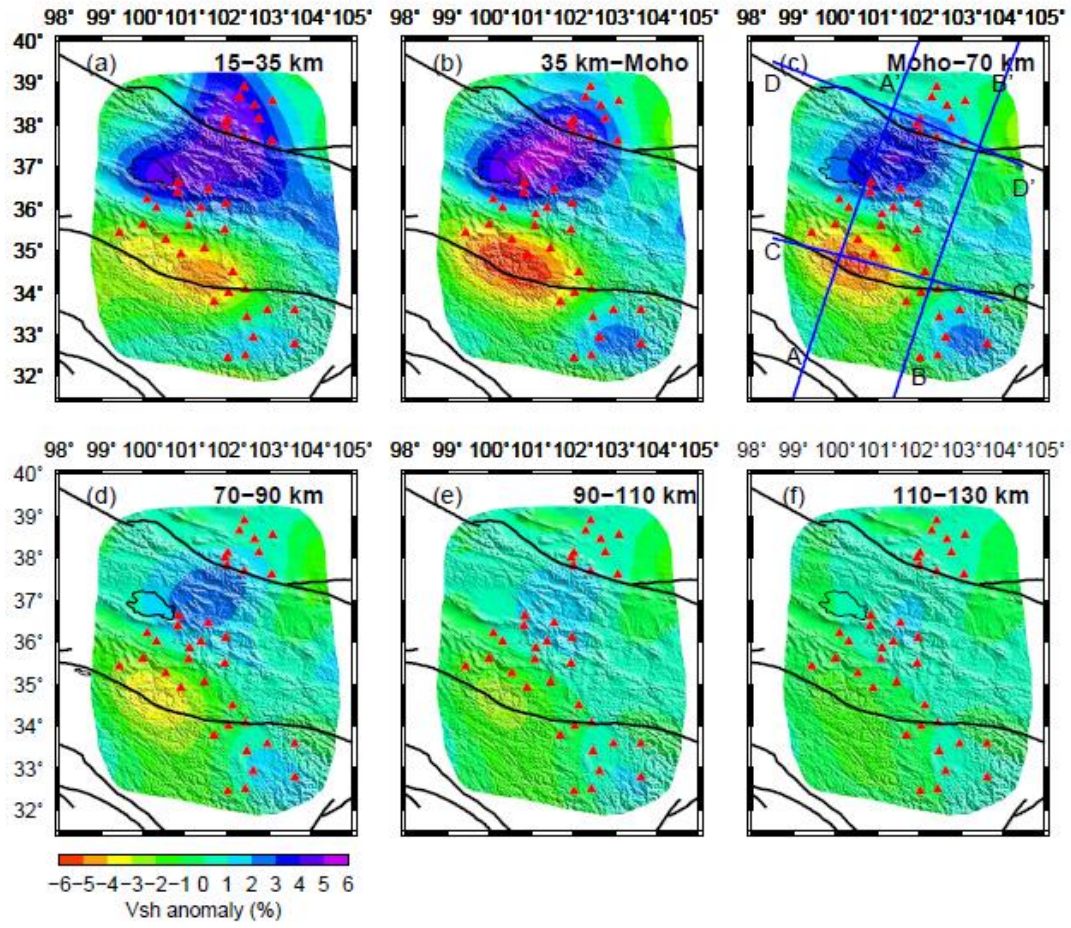 98° 99° 100° 101° 102° 103° 104° 105° 98° 99° 100° 101° 102° 103° 104° 105° 98° 99° 100° 101° 102° 103° 104° 105°
40°
(a) 15−35 km (b) 35 km−Moho (c) Moho−70 km
39°
D A' B'
38°
37°
D'
36°
35°
C
C'
34°
33°
A
B
32°
98° 99° 100° 101° 102° 103° 104° 105° 98° 99° 100° 101° 102° 103° 104° 105° 98° 99° 100° 101° 102° 103° 104° 105°
40°
(d) 70−90 km (e) 90−110 km (f) 110−130 km
39°
38°
37°
36°
35°
34°
33°
32°
−6−5−4−3−2−1 0 1 2 3 4 5 6
Vsh anomaly (%)